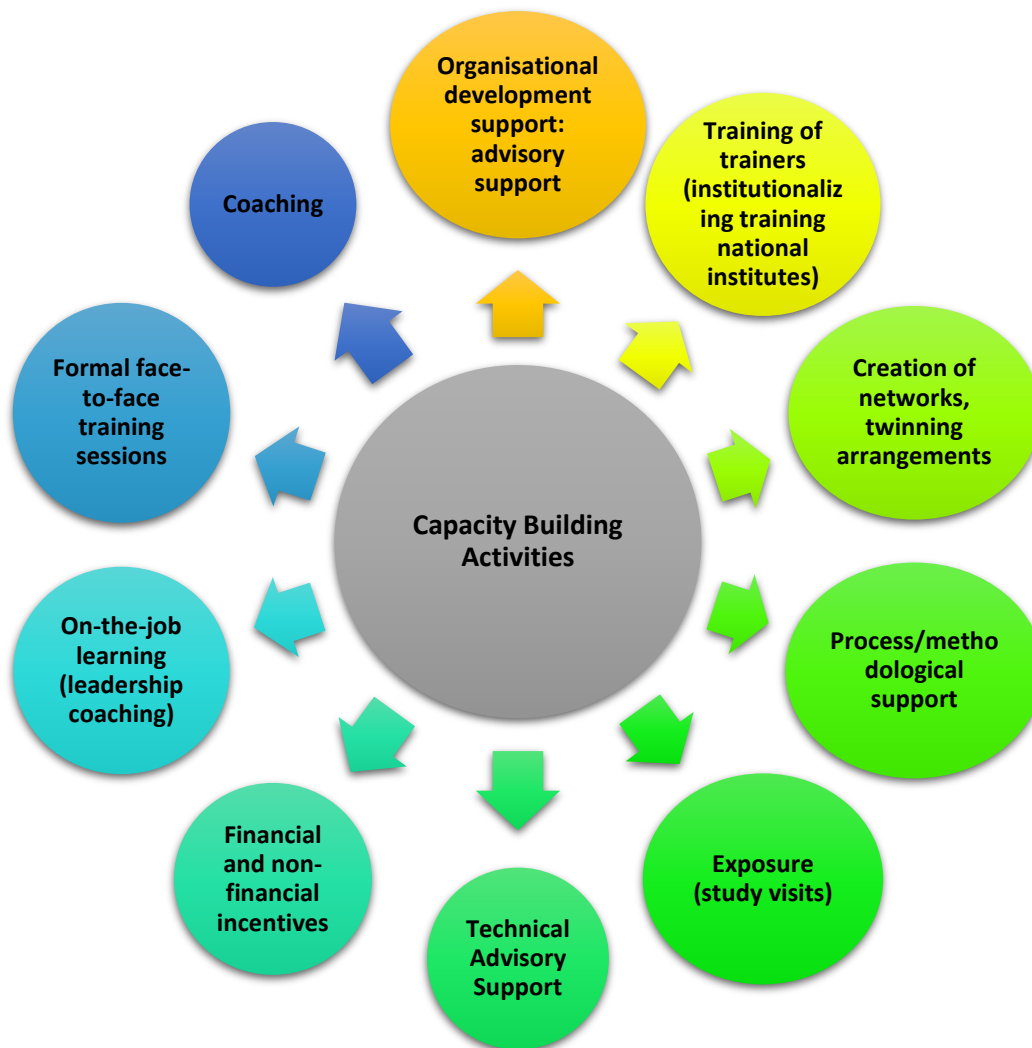 Organisational
development
support:
advisory
support
Training of
trainers
(institutionaliz
ing training
national
institutes)
Creation of
networks,
twinning
arrangements
Process/metho
dological
support
Exposure
(study visits)
Technical
Advisory
Support
Financial
and non-
financial
incentives
On-the-job
learning
(leadership
coaching)
Formal face-
to-face
training
sessions
Coaching
Capacity Building
Activities